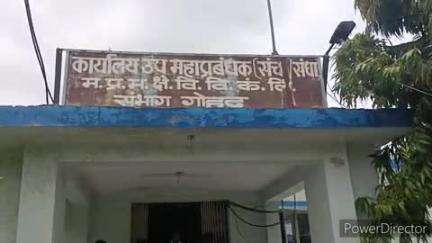 कार्यालय उप महाप्रबंधक (संचा/संधा)
म.प्र.म.क्षे.वि.वि.कं.लि.
संभाग गोहद
PowerDirector